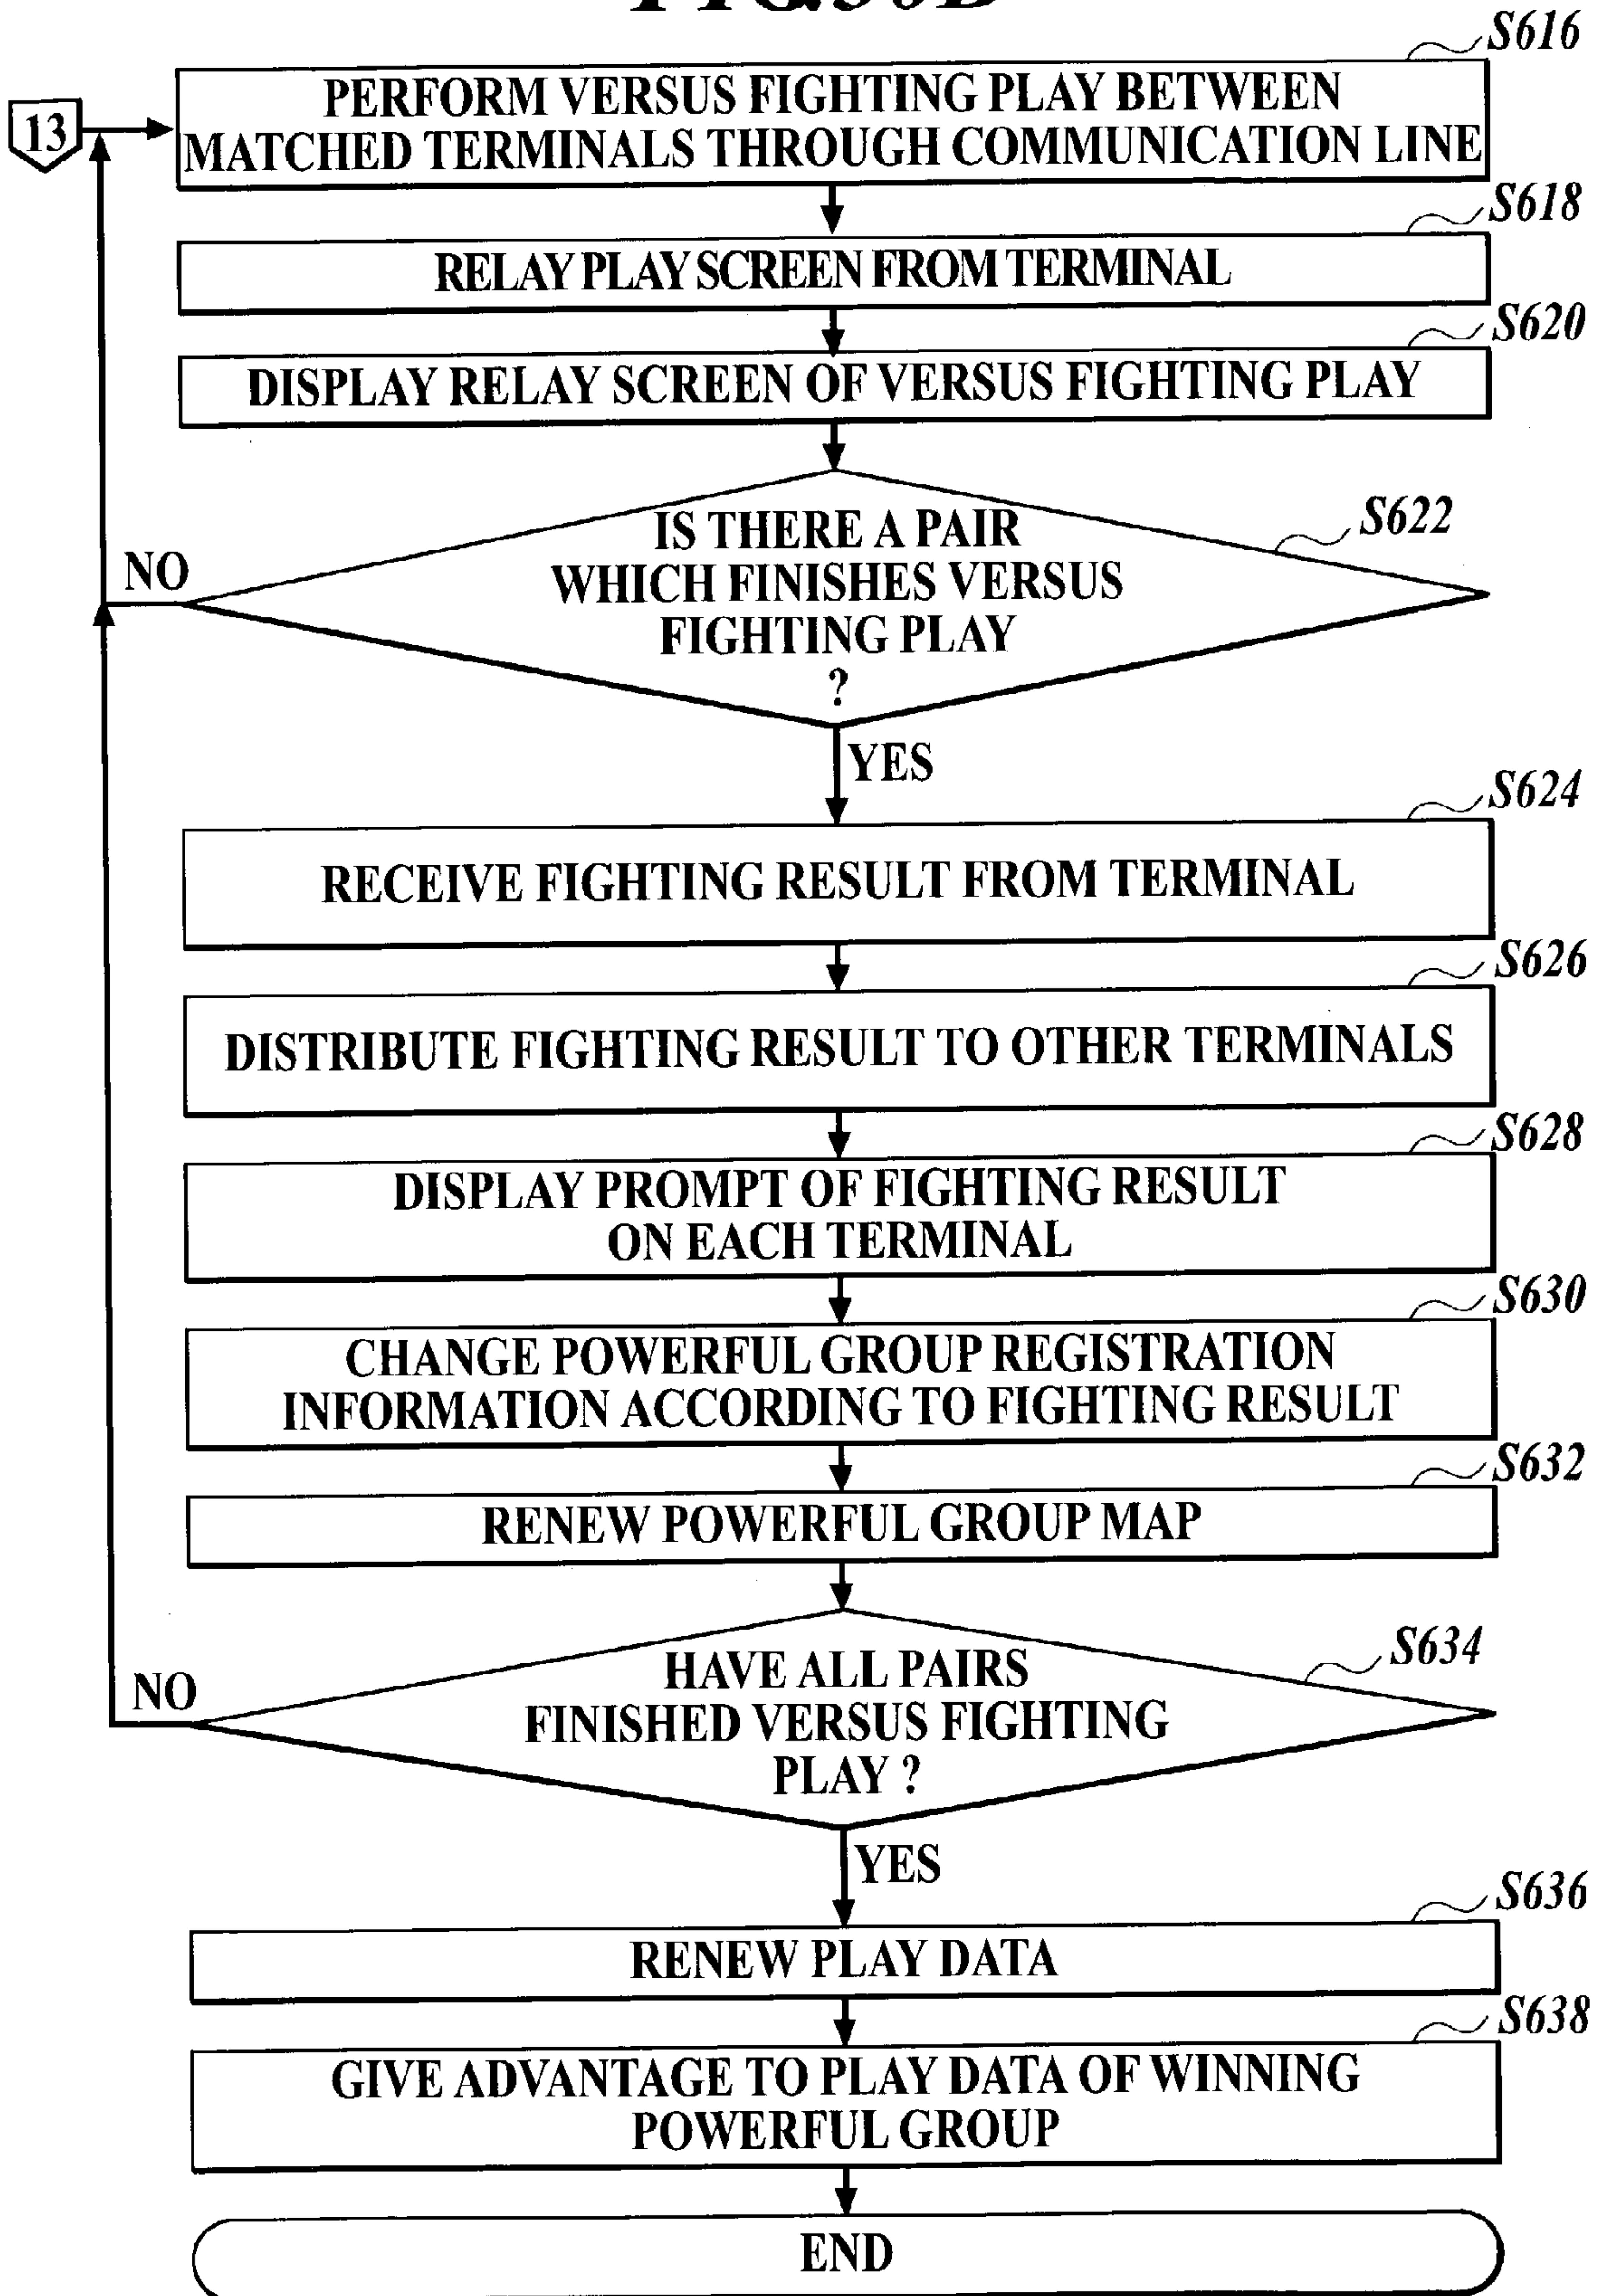 S616
PERFORM VERSUS FIGHTING PLAY BETWEEN
13
MATCHED TERMINALS THROUGH COMMUNICATION LINE
S618
RELAY PLAY SCREEN FROM TERMINAL
S620
DISPLAY RELAY SCREEN OF VERSUS FIGHTING PLAY
S622
IS THERE A PAIR
WHICH FINISHES VERSUS
FIGHTING PLAY
?
NO
YES
S624
RECEIVE FIGHTING RESULT FROM TERMINAL
S626
DISTRIBUTE FIGHTING RESULT TO OTHER TERMINALS
S628
DISPLAY PROMPT OF FIGHTING RESULT
ON EACH TERMINAL
S630
CHANGE POWERFUL GROUP REGISTRATION
INFORMATION ACCORDING TO FIGHTING RESULT
S632
RENEW POWERFUL GROUP MAP
S634
HAVE ALL PAIRS
FINISHED VERSUS FIGHTING
PLAY ?
NO
YES
S636
RENEW PLAY DATA
S638
GIVE ADVANTAGE TO PLAY DATA OF WINNING
POWERFUL GROUP
END